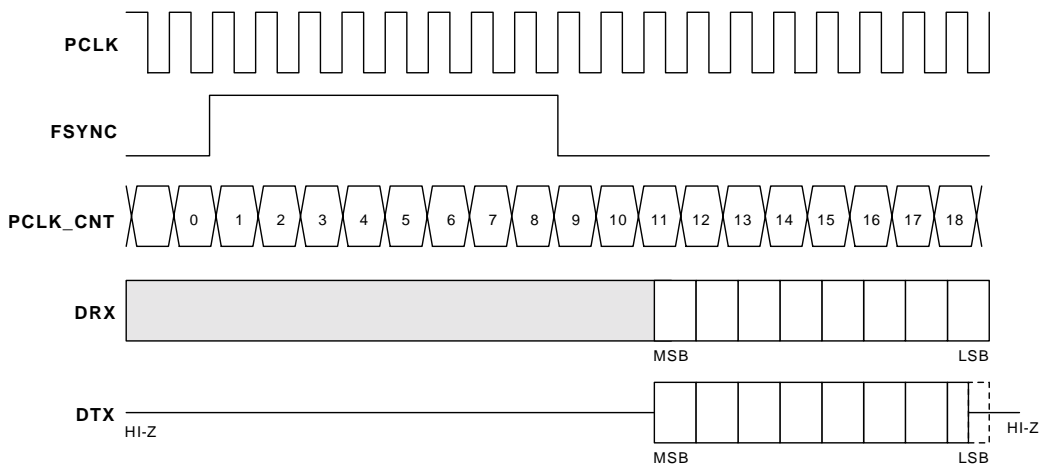 PCLK
FSYNC
PCLK_CNT 0 1 2 3 4 5 6 7 8 9 10 11 12 13 14 15 16 17 18
DRX
MSB LSB
DTX
HI-Z HI-Z
MSB LSB